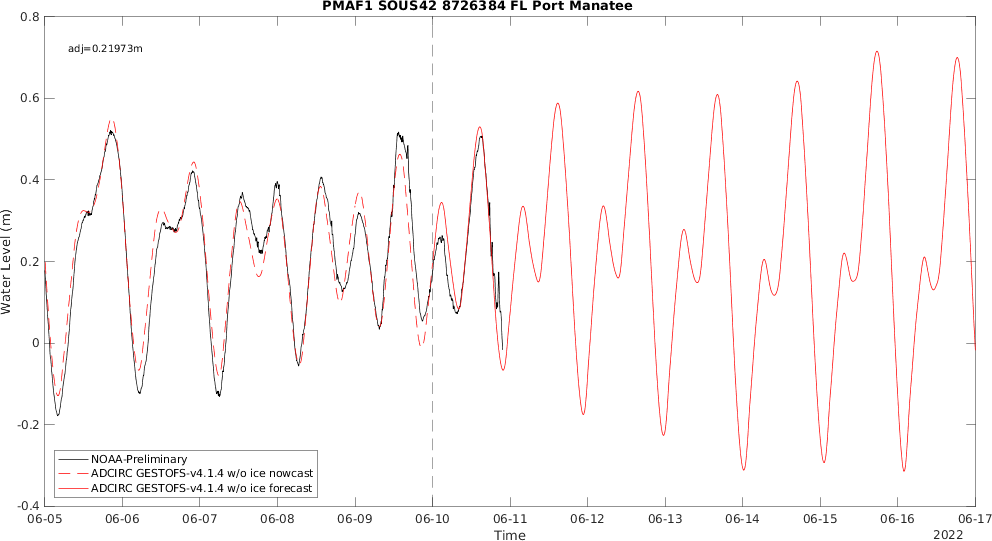 PMAF1 SOUS42 8726384 FL Port Manatee
adj=0.21973m
0.8
0.6
0.4
0.2
0
-0.2
-0.4
Water Level (m)
NOAA-Preliminary
ADCIRC GESTOFS-v4.1.4 w/o ice nowcast
ADCIRC GESTOFS-v4.1.4 w/o ice forecast
06-05 06-06 06-07 06-08 06-09 06-10 06-11 06-12 06-13 06-14 06-15 06-16 06-17
Time
2022